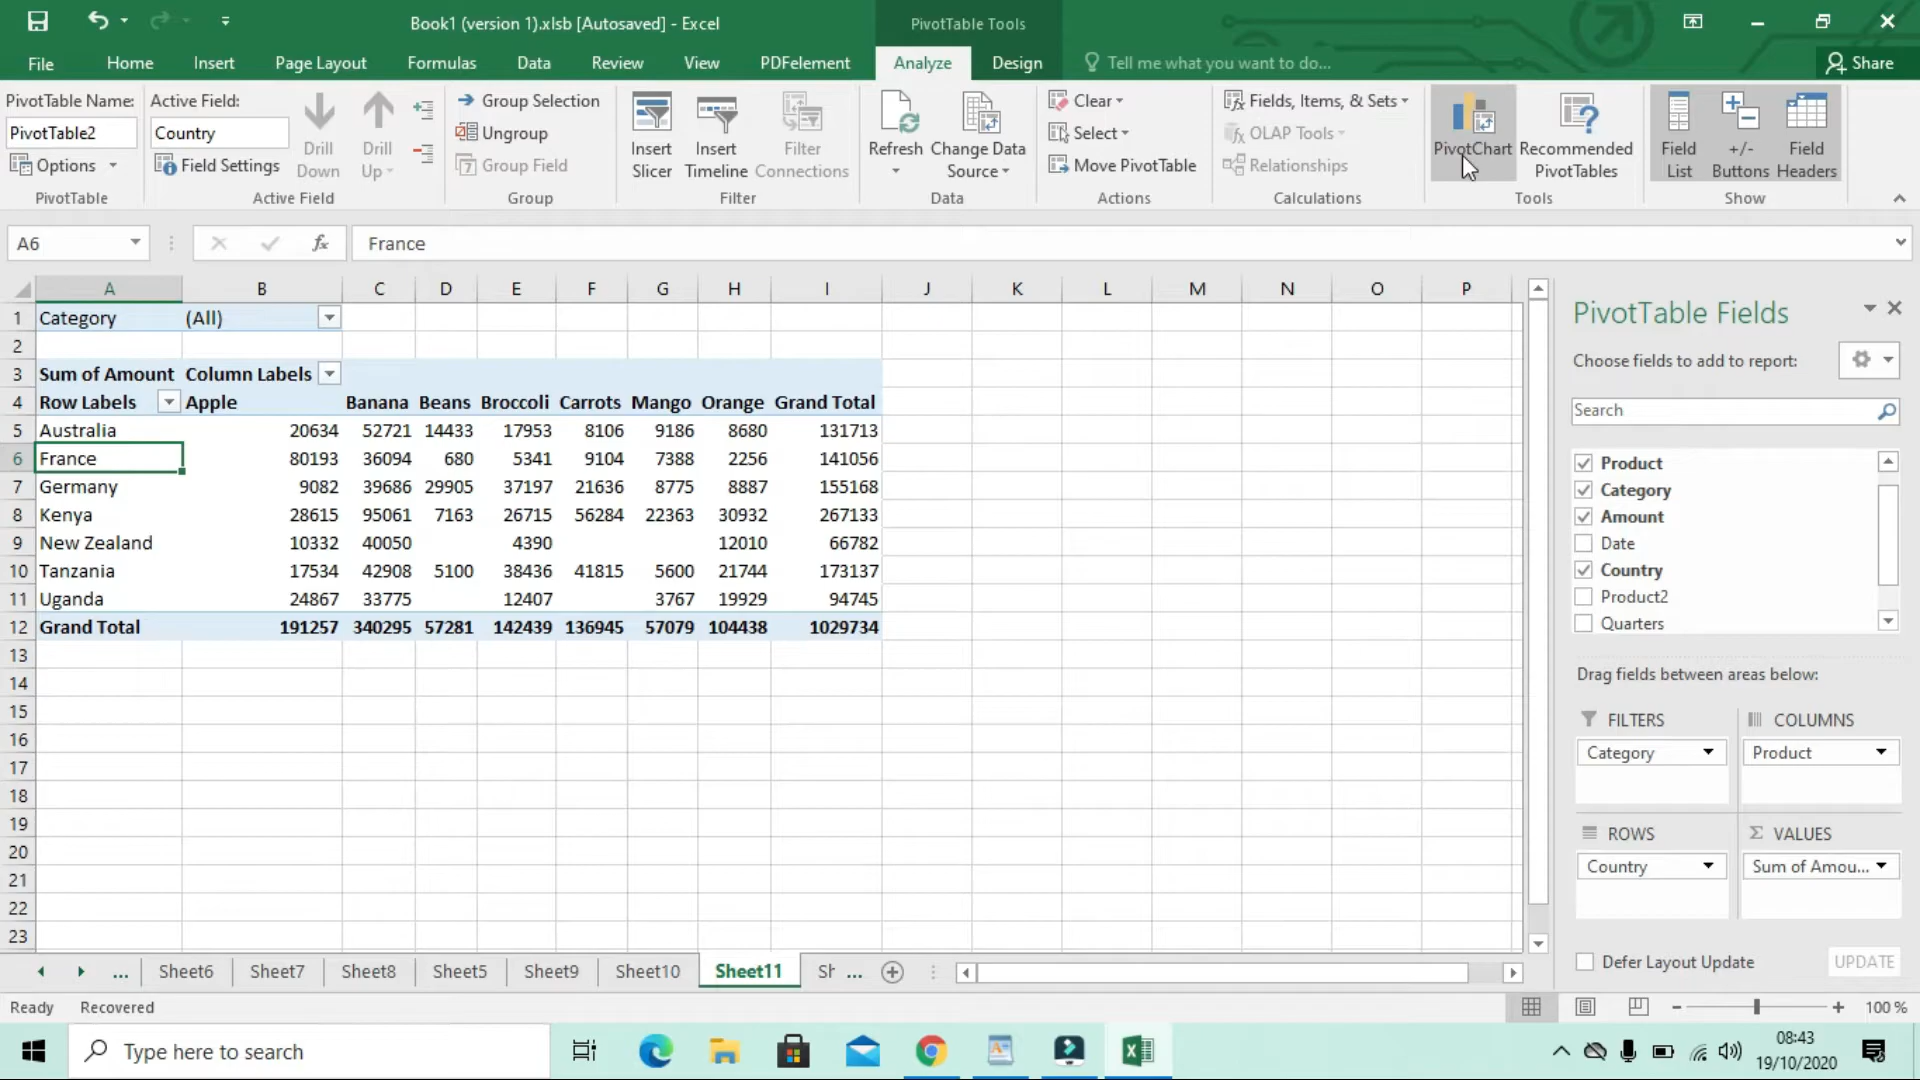 Book1 (version 1).xlsb [Autosaved] - Excel
PivotTable Tools
File Home Insert Page Layout Formulas Data Review View PDFelement Analyze Design Tell me what you want to do... Share
PivotTable Name:
PivotTable2
Options
PivotTable
Active Field:
Country
Field Settings
Drill Down
Drill Up
Active Field
Group Selection
Ungroup
7 Group Field
Group
Insert Slicer
Insert Timeline
Filter Connections
Filter
Refresh
Change Data Source
Data
Clear
Select
Move PivotTable
Actions
Fields, Items, & Sets
OLAP Tools
Relationships
Calculations
PivotChart
Recommended PivotTables
Tools
Field List
+/- Buttons
Field Headers
Show
A6 fx France
A B C D E F G H I J K L M N O P
1 Category (All)
2
3 Sum of Amount Column Labels
4 Row Labels Apple Banana Beans Broccoli Carrots Mango Orange Grand Total
5 Australia 20634 52721 14433 17953 8106 9186 8680 131713
6 France 80193 36094 680 5341 9104 7388 2256 141056
7 Germany 9082 39686 29905 37197 21636 8775 8887 155168
8 Kenya 28615 95061 7163 26715 56284 22363 30932 267133
9 New Zealand 10332 40050 4390 12010 66782
10 Tanzania 17534 42908 5100 38436 41815 5600 21744 173137
11 Uganda 24867 33775 12407 3767 19929 94745
12 Grand Total 191257 340295 57281 142439 136945 57079 104438 1029734
13
14
15
16
17
18
19
20
21
22
23
PivotTable Fields
Choose fields to add to report:
Search
Product
Category
Amount
Date
Country
Product2
Quarters
Drag fields between areas below:
FILTERS
Category
COLUMNS
Product
ROWS
Country
Σ VALUES
Sum of Amou...
Defer Layout Update UPDATE
... Sheet6 Sheet7 Sheet8 Sheet5 Sheet9 Sheet10 Sheet11 Sh ...
Ready Recovered 100 %
Type here to search
08:43
19/10/2020